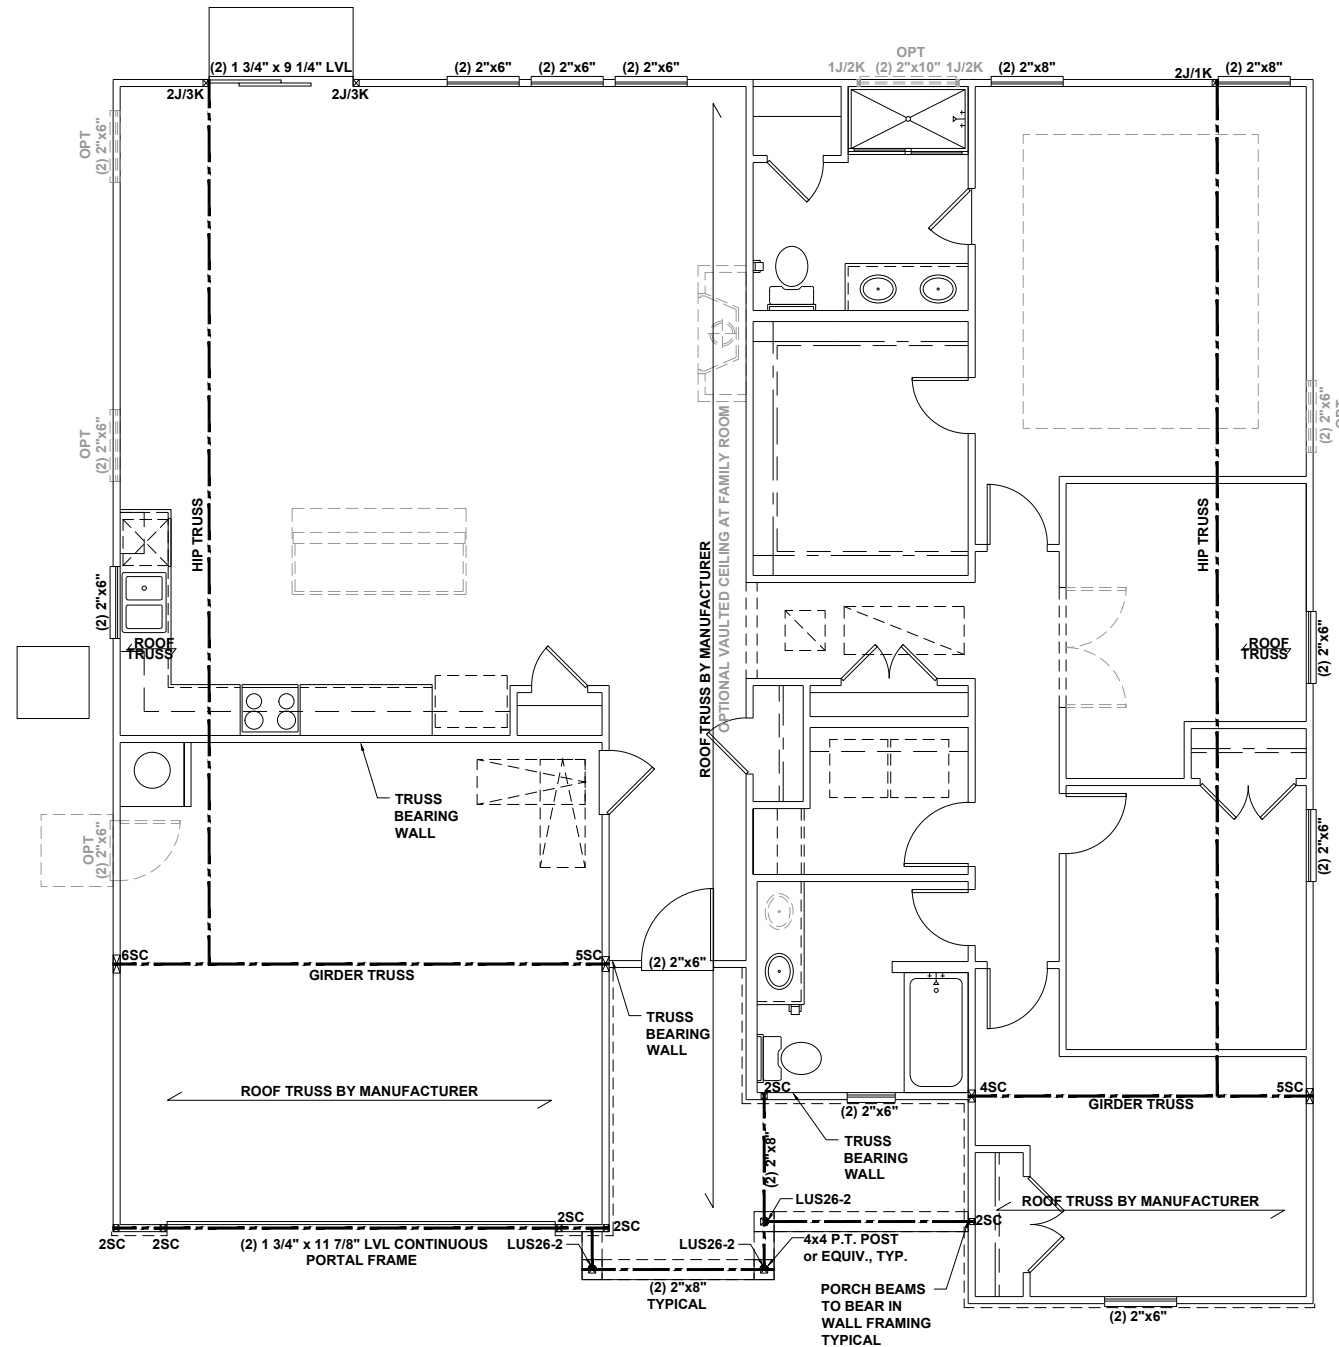 OPT
(2) 1 3/4" x 9 1/4" LVL
(2) 2"x6"
(2) 2"x6"
(2) 2"x6"
1J/2K
(2) 2"x10"
1J/2K
(2) 2"x8"
2J/1K
(2) 2"x8"
2J/3K
2J/3K
OPT
(2) 2"x6"
OPT
(2) 2"x6"
(2) 2"x6"
OPT
HIP TRUSS
HIP TRUSS
ROOF TRUSS BY MANUFACTURER
OPTIONAL VAULTED CEILING AT FAMILY ROOM
(2) 2"x6"
ROOF
TRUSS
ROOF
TRUSS
(2) 2"x6"
TRUSS
BEARING
WALL
OPT
(2) 2"x6"
(2) 2"x6"
6SC
5SC
GIRDER TRUSS
(2) 2"x6"
TRUSS
BEARING
WALL
ROOF TRUSS BY MANUFACTURER
2SC
4SC
5SC
GIRDER TRUSS
(2) 2"x6"
(2) 2"x8"
TRUSS
BEARING
WALL
LUS26-2
ROOF TRUSS BY MANUFACTURER
2SC
2SC
2SC
2SC
2SC
(2) 1 3/4" x 11 7/8" LVL CONTINUOUS
PORTAL FRAME
LUS26-2
LUS26-2
4x4 P.T. POST
or EQUIV., TYP.
(2) 2"x8"
TYPICAL
PORCH BEAMS
TO BEAR IN
WALL FRAMING
TYPICAL
(2) 2"x6"